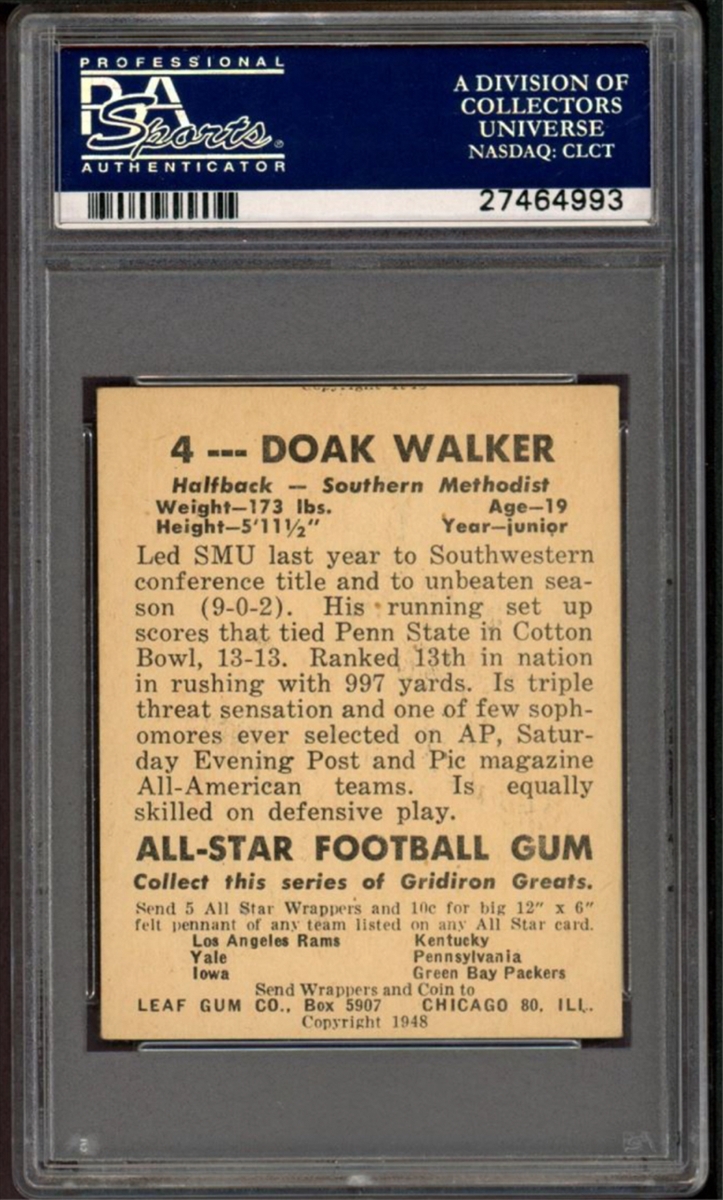 PROFESSIONAL
PSA
Sports®
AUTHENTICATOR
A DIVISION OF
COLLECTORS
UNIVERSE
NASDAQ: CLCT
27464993
4 --- DOAK WALKER
Halfback — Southern Methodist
Weight—173 lbs. Age—19
Height—5'11½" Year—junior
Led SMU last year to Southwestern
conference title and to unbeaten sea-
son (9-0-2). His running set up
scores that tied Penn State in Cotton
Bowl, 13-13. Ranked 13th in nation
in rushing with 997 yards. Is triple
threat sensation and one of few soph-
omores ever selected on AP, Satur-
day Evening Post and Pic magazine
All-American teams. Is equally
skilled on defensive play.
ALL-STAR FOOTBALL GUM
Collect this series of Gridiron Greats.
Send 5 All Star Wrappers and 10c for big 12" x 6"
felt pennant of any team listed on any All Star card.
Los Angeles Rams Kentucky
Yale Pennsylvania
Iowa Green Bay Packers
Send Wrappers and Coin to
LEAF GUM CO., Box 5907 CHICAGO 80, ILL.
Copyright 1948